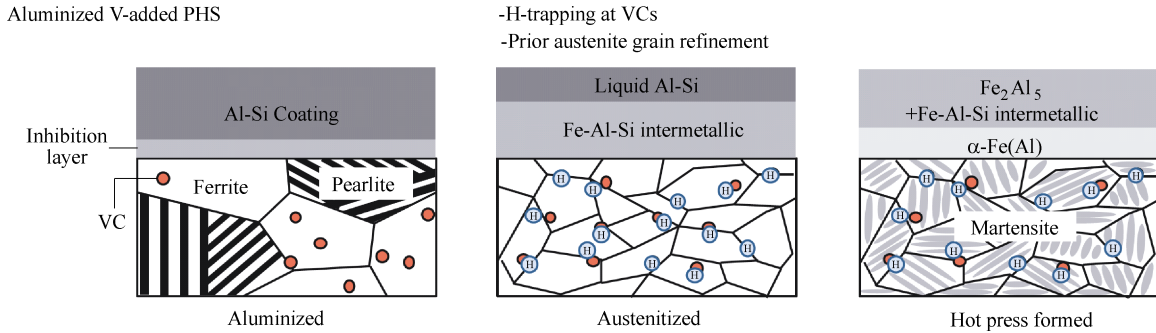 Aluminized V-added PHS
-H-trapping at VCs
-Prior austenite grain refinement
Al-Si Coating
Inhibition
layer
VC
Ferrite
Pearlite
Aluminized
Liquid Al-Si
Fe-Al-Si intermetallic
H
H
H
H
H
H
H
H
H
H
H
H
H
Austenitized
Fe₂Al₅
+Fe-Al-Si intermetallic
α-Fe(Al)
H
H
H
H
H
Martensite
H
H
H
H
H
H
Hot press formed